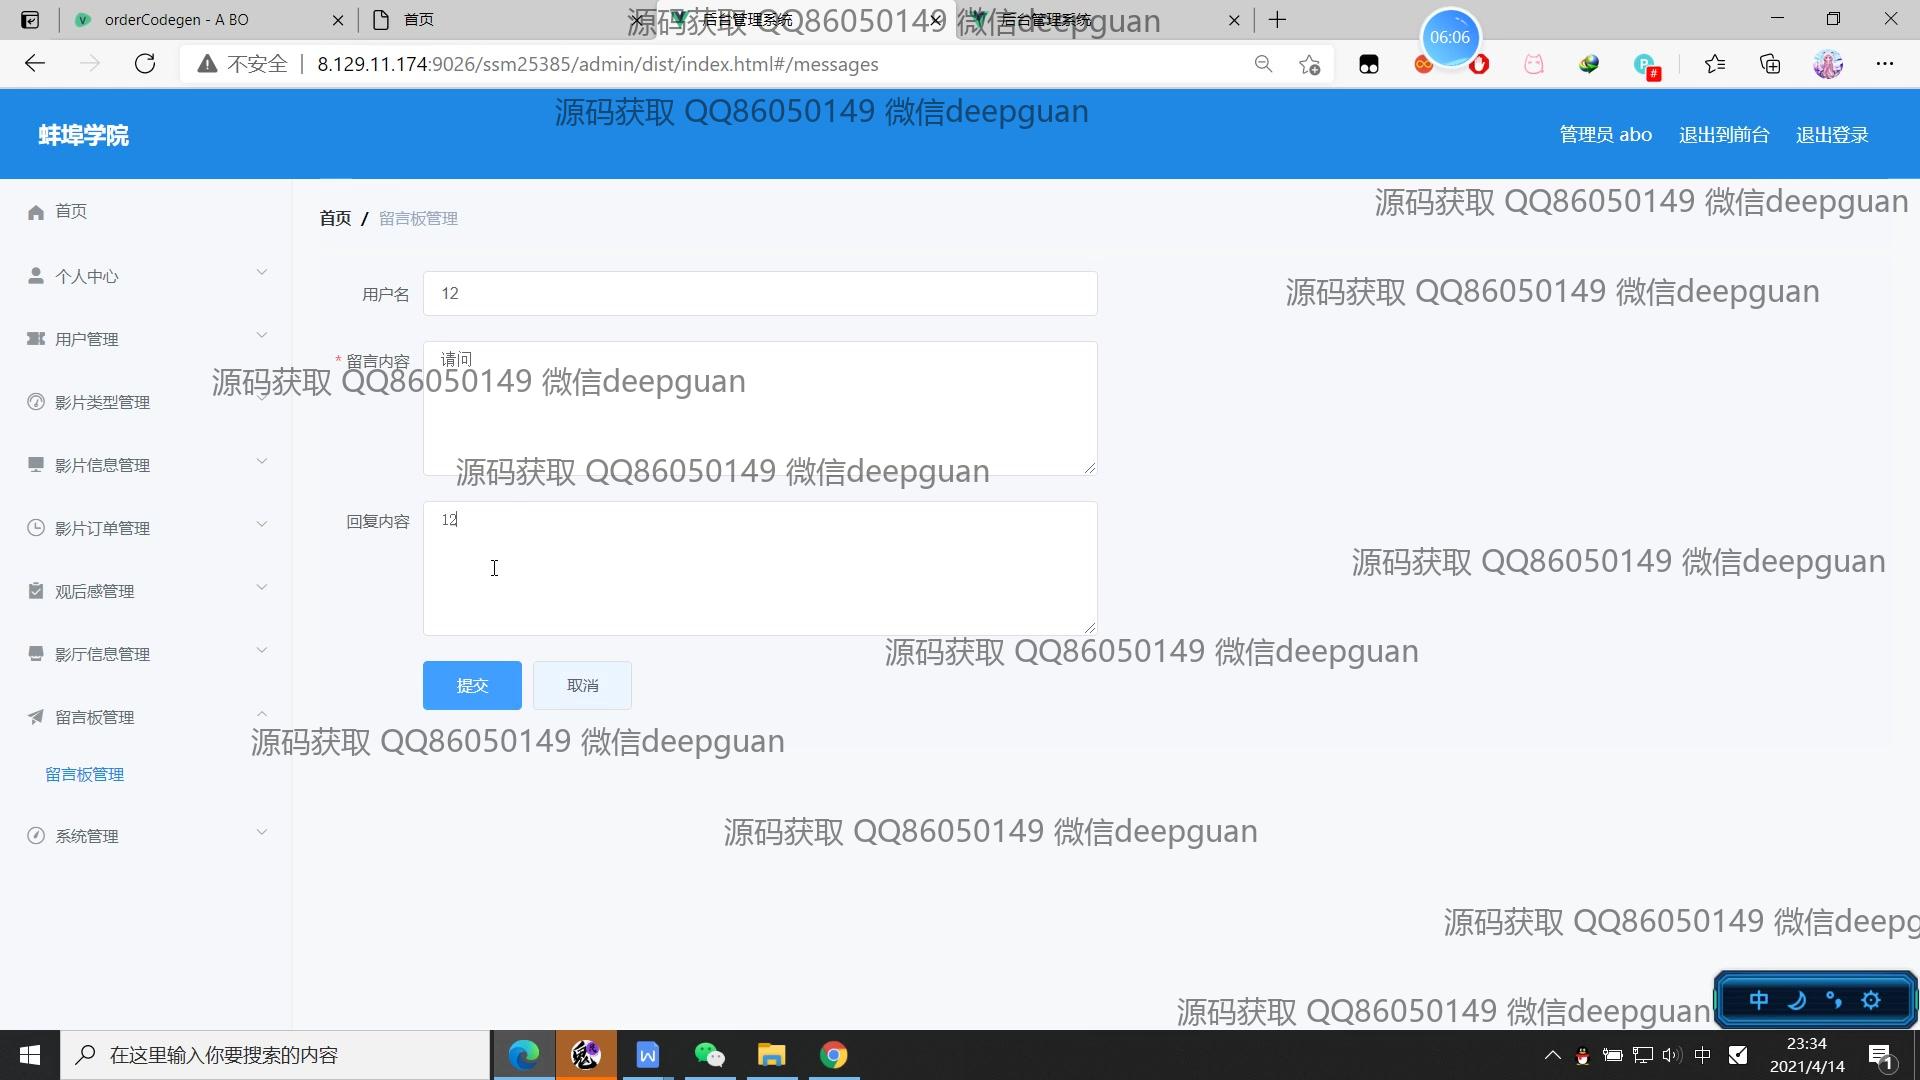 orderCodegen - A BO
首页
后台管理系统
后台管理系统
源码获取 QQ86050149 微信deepguan
06:06
不安全
8.129.11.174:9026/ssm25385/admin/dist/index.html#/messages
源码获取 QQ86050149 微信deepguan
蚌埠学院
管理员 abo
退出到前台
退出登录
源码获取 QQ86050149 微信deepguan
首页
首页 / 留言板管理
个人中心
用户名
12
源码获取 QQ86050149 微信deepguan
用户管理
* 留言内容
请问
源码获取 QQ86050149 微信deepguan
影片类型管理
影片信息管理
源码获取 QQ86050149 微信deepguan
影片订单管理
回复内容
12
源码获取 QQ86050149 微信deepguan
观后感管理
影厅信息管理
源码获取 QQ86050149 微信deepguan
提交
取消
留言板管理
源码获取 QQ86050149 微信deepguan
留言板管理
系统管理
源码获取 QQ86050149 微信deepguan
源码获取 QQ86050149 微信deepg
源码获取 QQ86050149 微信deepguan
中
在这里输入你要搜索的内容
中
23:34
2021/4/14
1